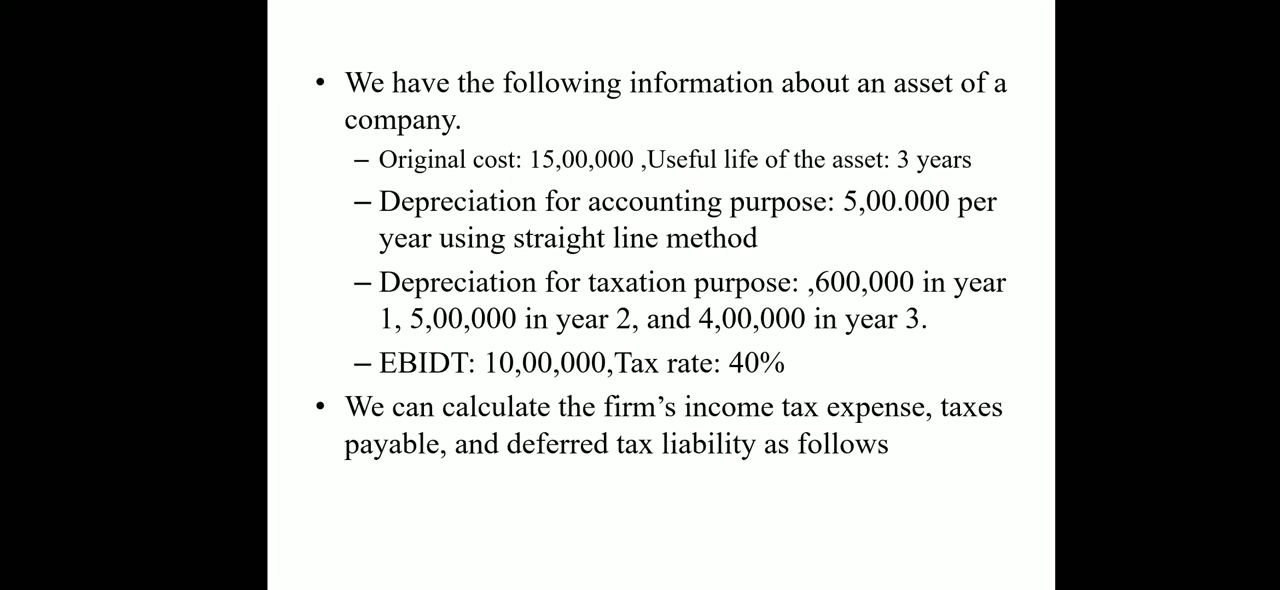 • We have the following information about an asset of a
company.
– Original cost: 15,00,000 ,Useful life of the asset: 3 years
– Depreciation for accounting purpose: 5,00.000 per
year using straight line method
– Depreciation for taxation purpose: ,600,000 in year
1, 5,00,000 in year 2, and 4,00,000 in year 3.
– EBIDT: 10,00,000,Tax rate: 40%
• We can calculate the firm’s income tax expense, taxes
payable, and deferred tax liability as follows